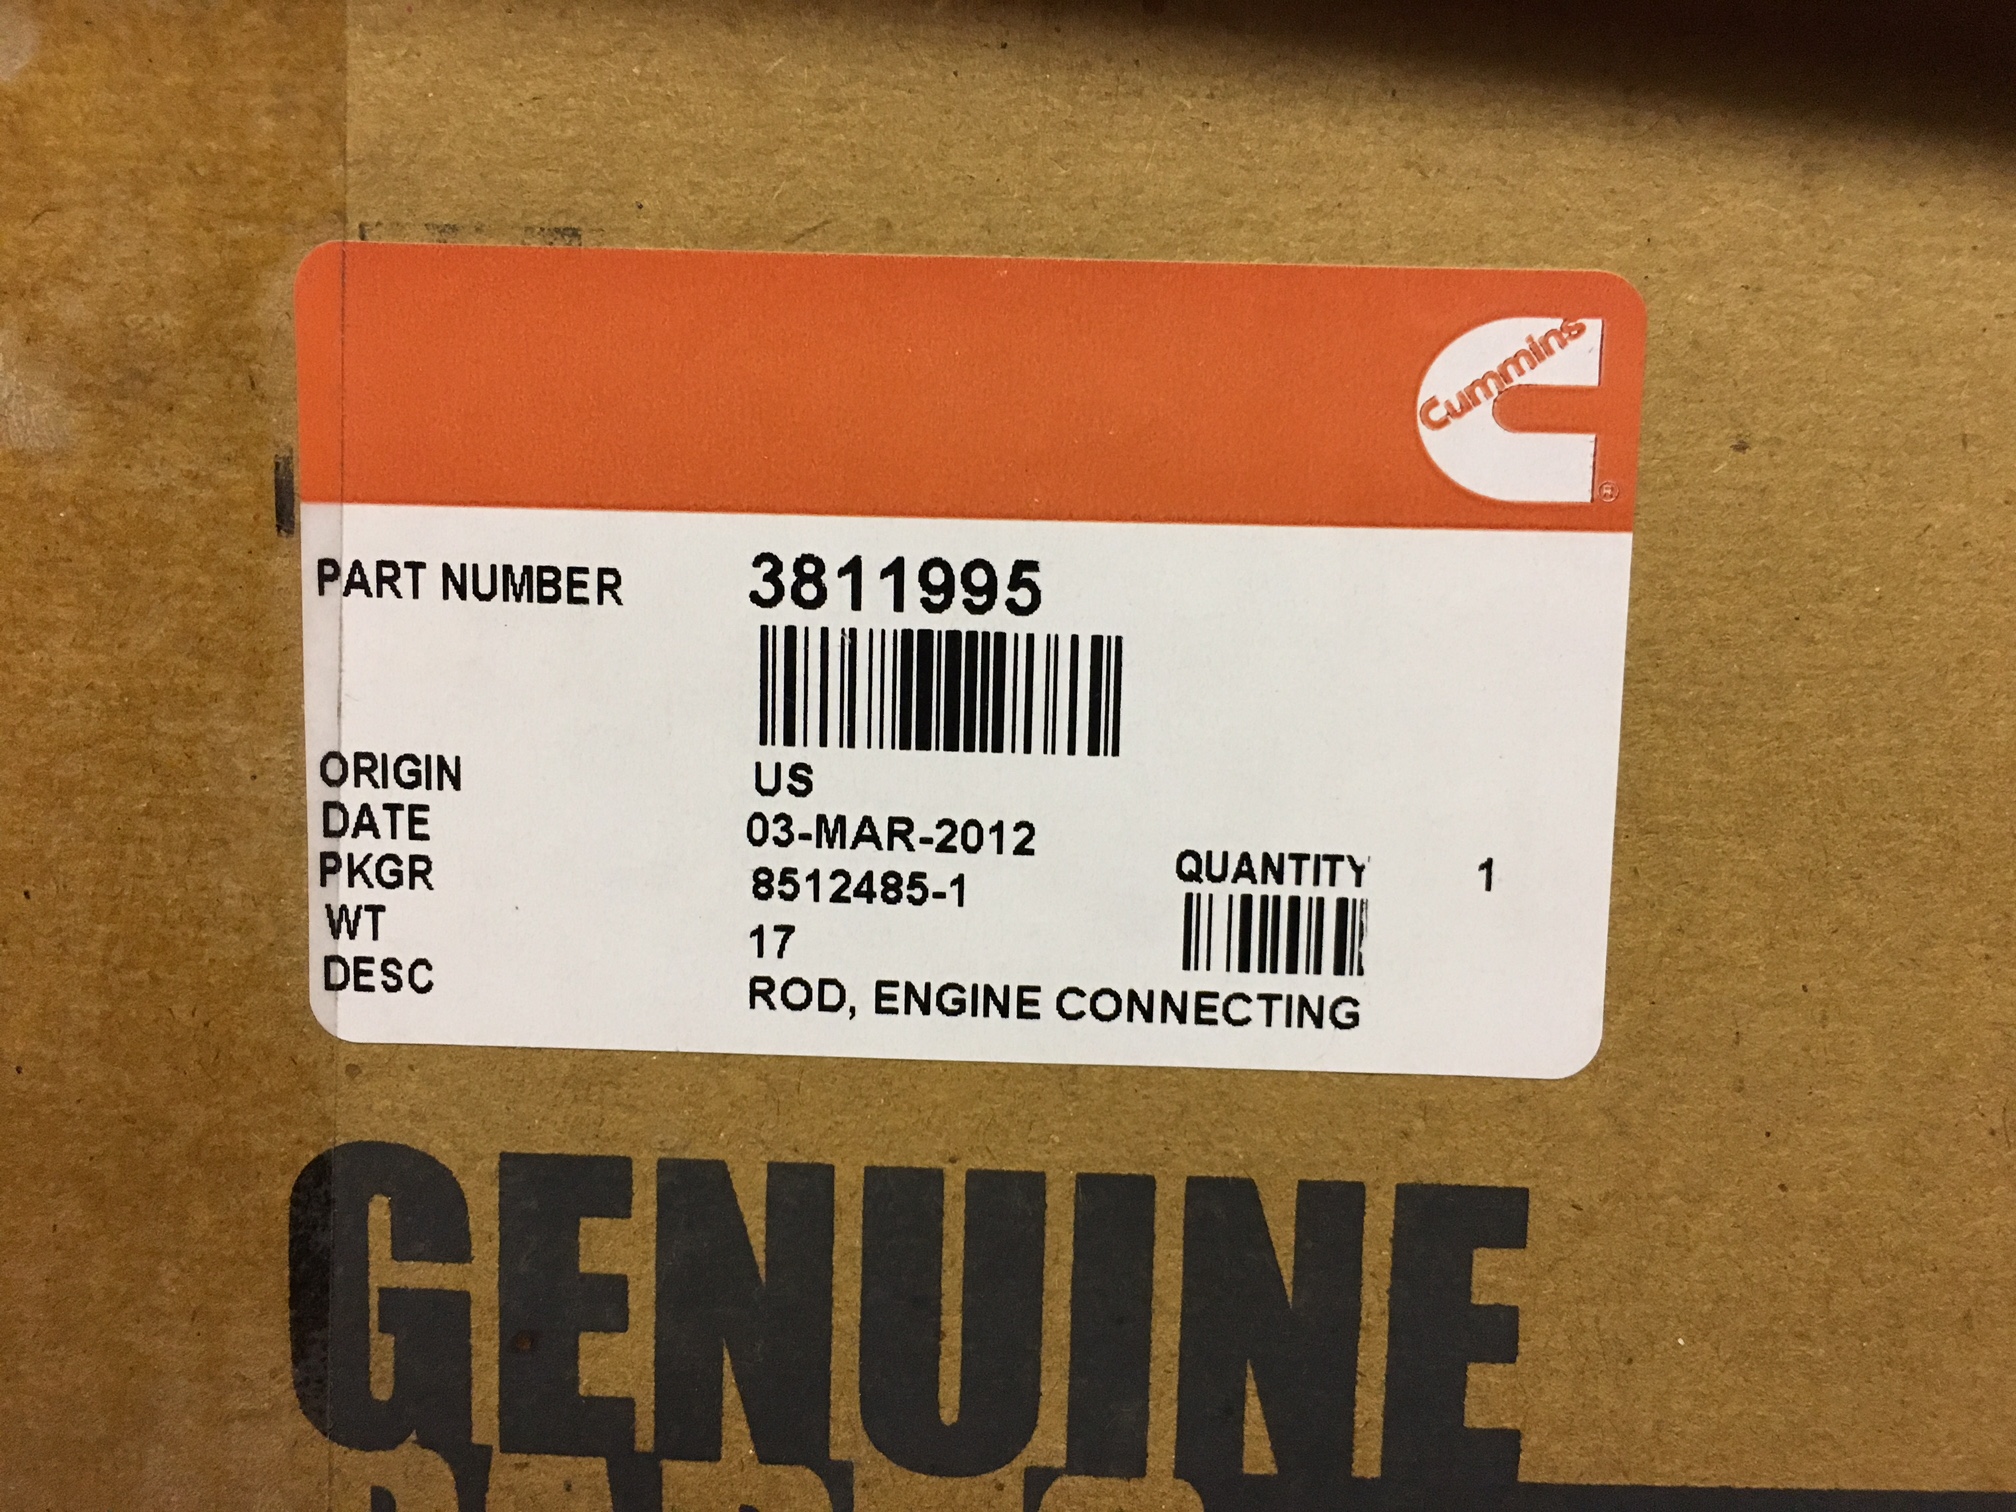 Cummins
®
PART NUMBER 3811995
ORIGIN US
DATE 03-MAR-2012
PKGR 8512485-1 QUANTITY 1
WT 17
DESC ROD, ENGINE CONNECTING
GENUINE
PARTS